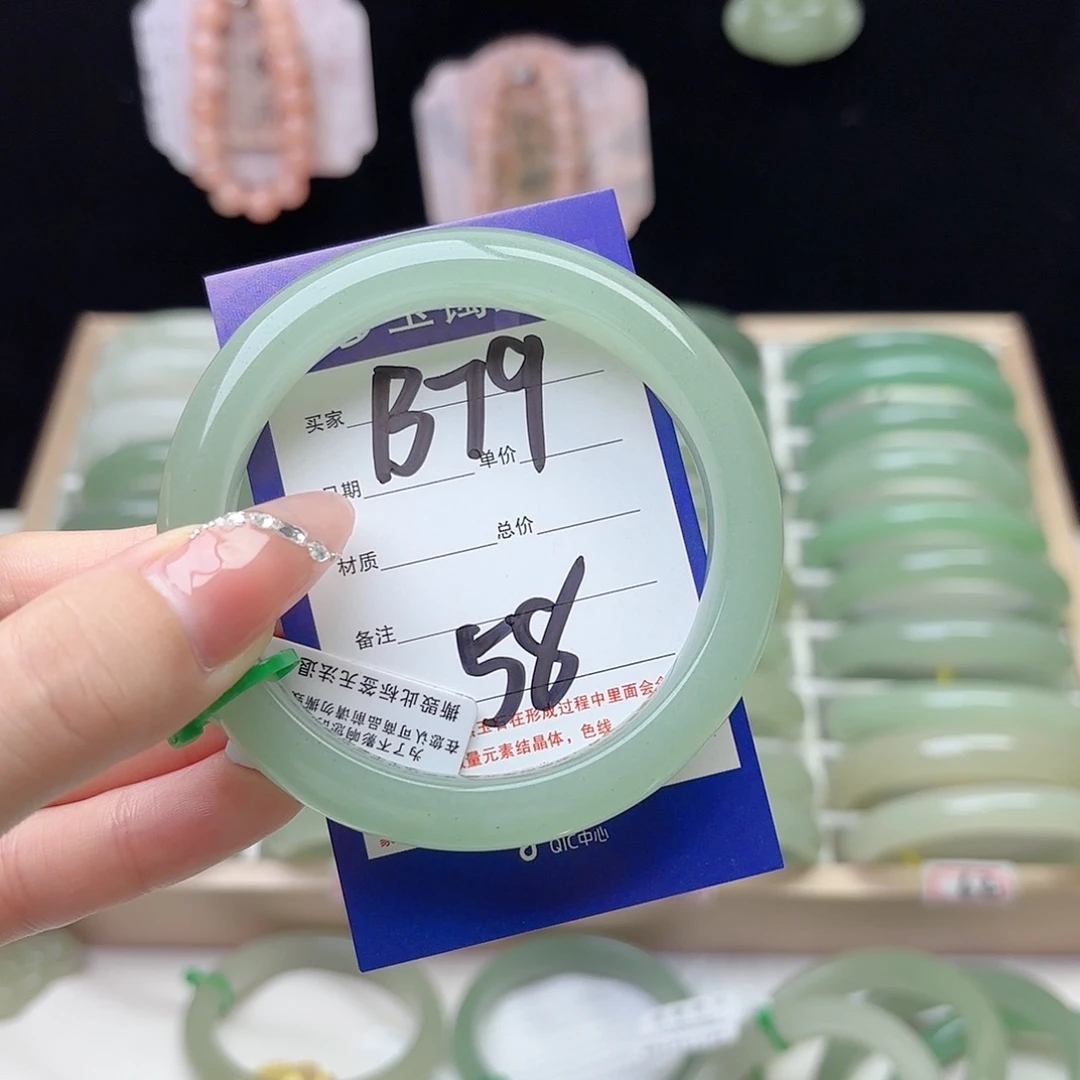 B79
买家
单价
日期
总价
材质
备注
58
撕毁此标签无法退
在您认可商品前请勿撕
为了不影响您
玉石在形成过程中里面会
量元素结晶体，色线
QIC中心